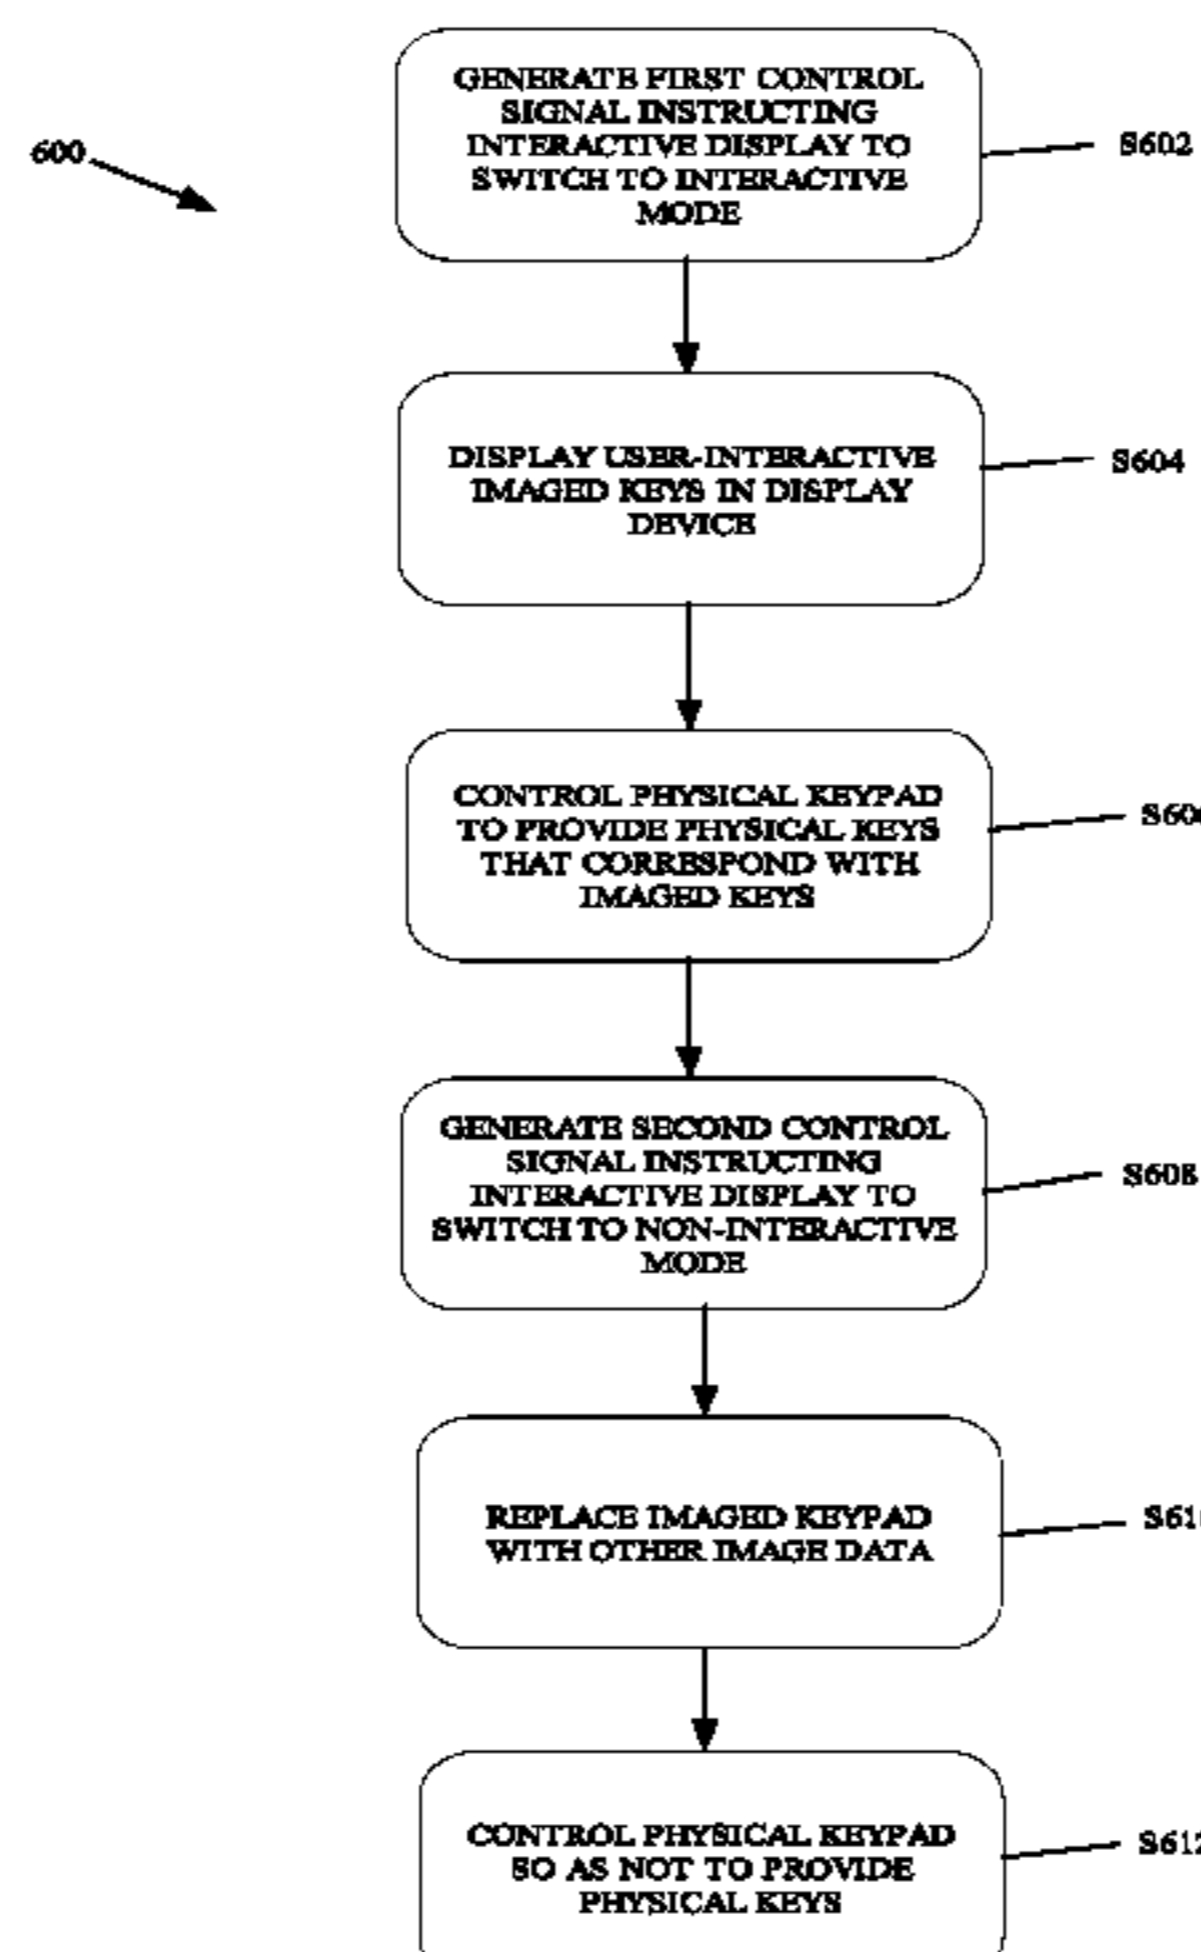 600
GENERATE FIRST CONTROL
SIGNAL INSTRUCTING
INTERACTIVE DISPLAY TO
SWITCH TO INTERACTIVE
MODE
S602
DISPLAY USER-INTERACTIVE
IMAGED KEYS IN DISPLAY
DEVICE
S604
CONTROL PHYSICAL KEYPAD
TO PROVIDE PHYSICAL KEYS
THAT CORRESPOND WITH
IMAGED KEYS
S606
GENERATE SECOND CONTROL
SIGNAL INSTRUCTING
INTERACTIVE DISPLAY TO
SWITCH TO NON-INTERACTIVE
MODE
S608
REPLACE IMAGED KEYPAD
WITH OTHER IMAGE DATA
S610
CONTROL PHYSICAL KEYPAD
SO AS NOT TO PROVIDE
PHYSICAL KEYS
S612